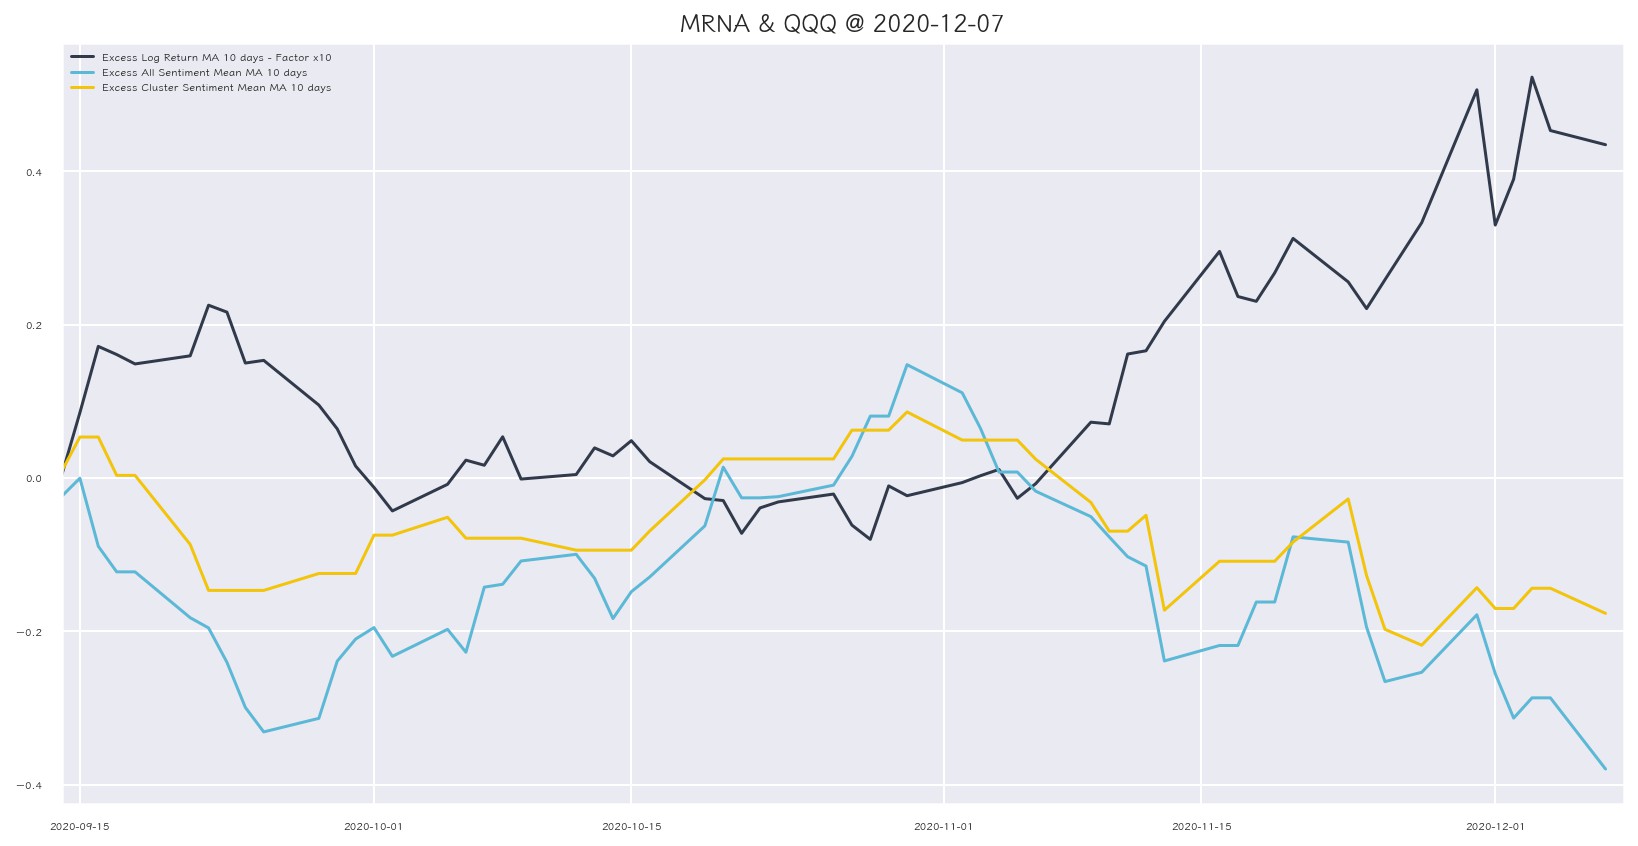 MRNA & QQQ @ 2020-12-07
Excess Log Return MA 10 days - Factor x10
Excess All Sentiment Mean MA 10 days
Excess Cluster Sentiment Mean MA 10 days
0.4
0.2
0.0
−0.2
−0.4
2020-09-15 2020-10-01 2020-10-15 2020-11-01 2020-11-15 2020-12-01